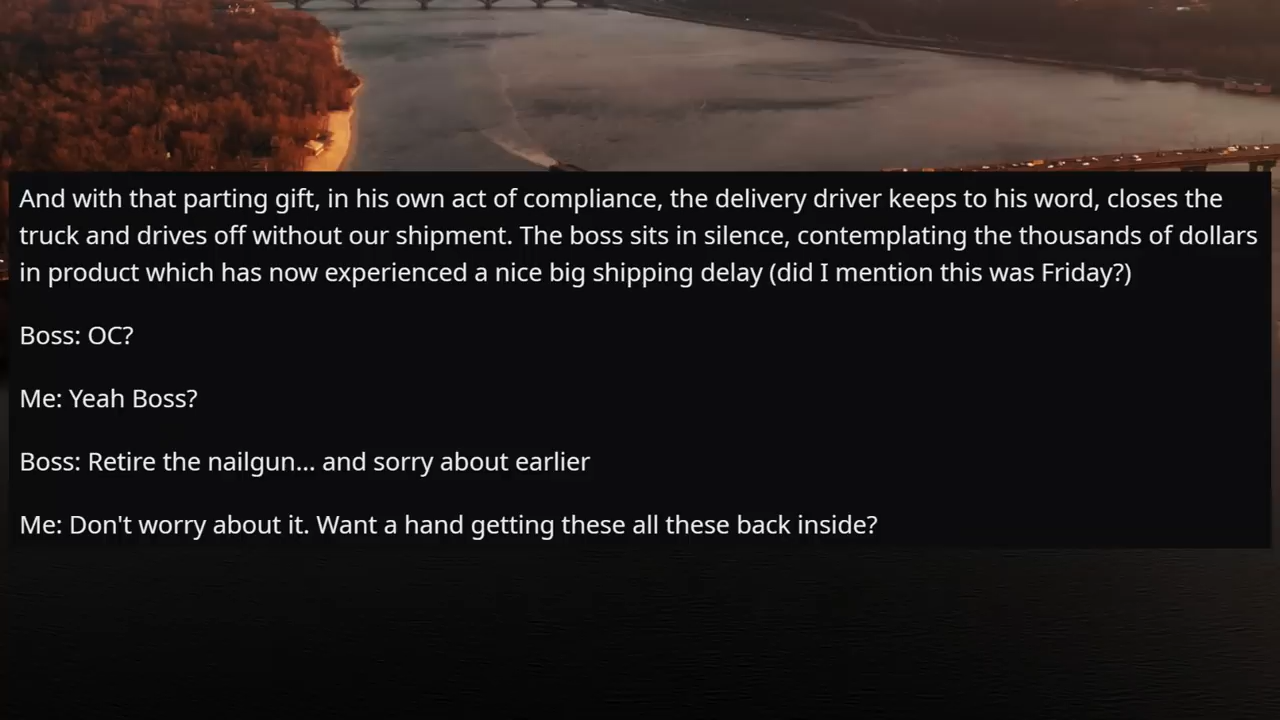 And with that parting gift, in his own act of compliance, the delivery driver keeps to his word, closes the
truck and drives off without our shipment. The boss sits in silence, contemplating the thousands of dollars
in product which has now experienced a nice big shipping delay (did I mention this was Friday?)
Boss: OC?
Me: Yeah Boss?
Boss: Retire the nailgun... and sorry about earlier
Me: Don't worry about it. Want a hand getting these all these back inside?